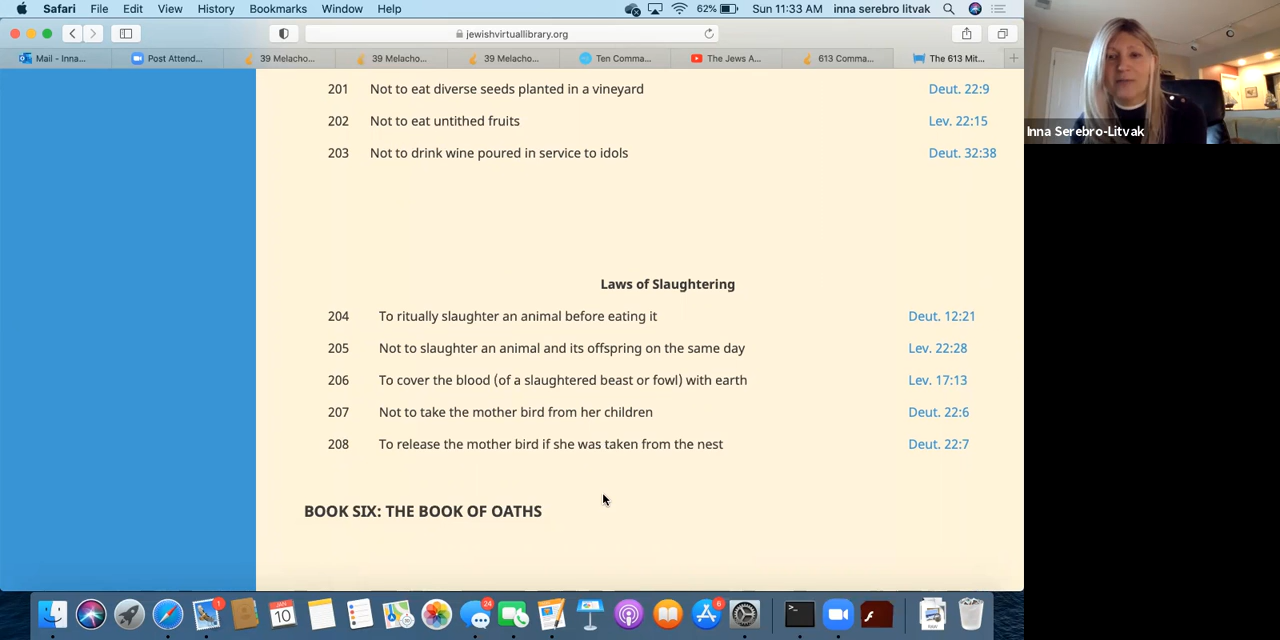 Safari File Edit View History Bookmarks Window Help 62% Sun 11:33 AM inna serebro litvak
jewishvirtuallibrary.org
Mail - Inna... Post Attend... 39 Melacho... 39 Melacho... 39 Melacho... Ten Comma... The Jews A... 613 Comma... The 613 Mit...
201 Not to eat diverse seeds planted in a vineyard Deut. 22:9
202 Not to eat untithed fruits Lev. 22:15
203 Not to drink wine poured in service to idols Deut. 32:38
Laws of Slaughtering
204 To ritually slaughter an animal before eating it Deut. 12:21
205 Not to slaughter an animal and its offspring on the same day Lev. 22:28
206 To cover the blood (of a slaughtered beast or fowl) with earth Lev. 17:13
207 Not to take the mother bird from her children Deut. 22:6
208 To release the mother bird if she was taken from the nest Deut. 22:7
BOOK SIX: THE BOOK OF OATHS
Inna Serebro-Litvak
JAN
10
1
24
6